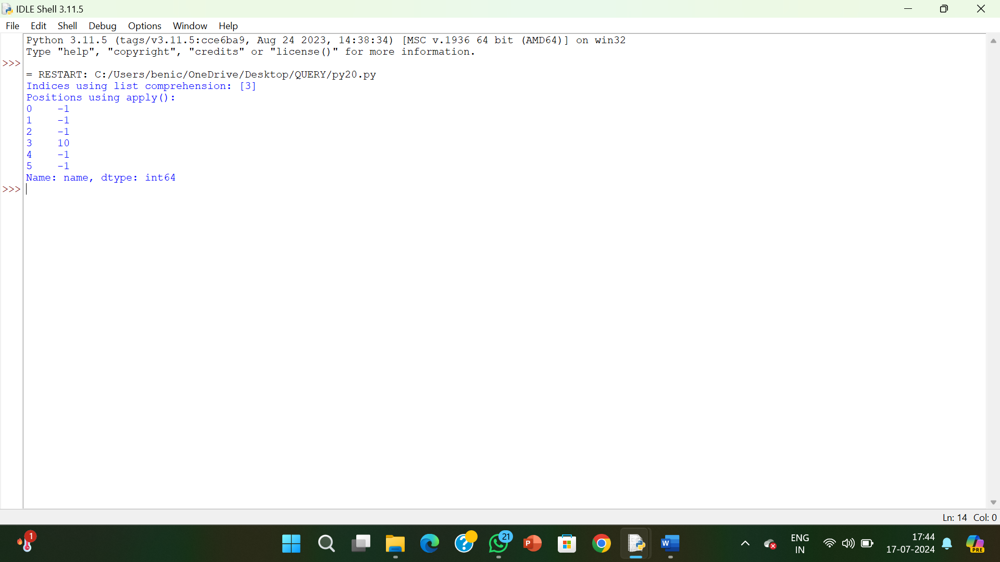 IDLE Shell 3.11.5
File Edit Shell Debug Options Window Help
Python 3.11.5 (tags/v3.11.5:cce6ba9, Aug 24 2023, 14:38:34) [MSC v.1936 64 bit (AMD64)] on win32
Type "help", "copyright", "credits" or "license()" for more information.
>>>
= RESTART: C:/Users/benic/OneDrive/Desktop/QUERY/py20.py
Indices using list comprehension: [3]
Positions using apply():
0    -1
1    -1
2    -1
3    10
4    -1
5    -1
Name: name, dtype: int64
>>>
Ln: 14 Col: 0
1
21
P
W
ENG
IN
17:44
17-07-2024
PRE